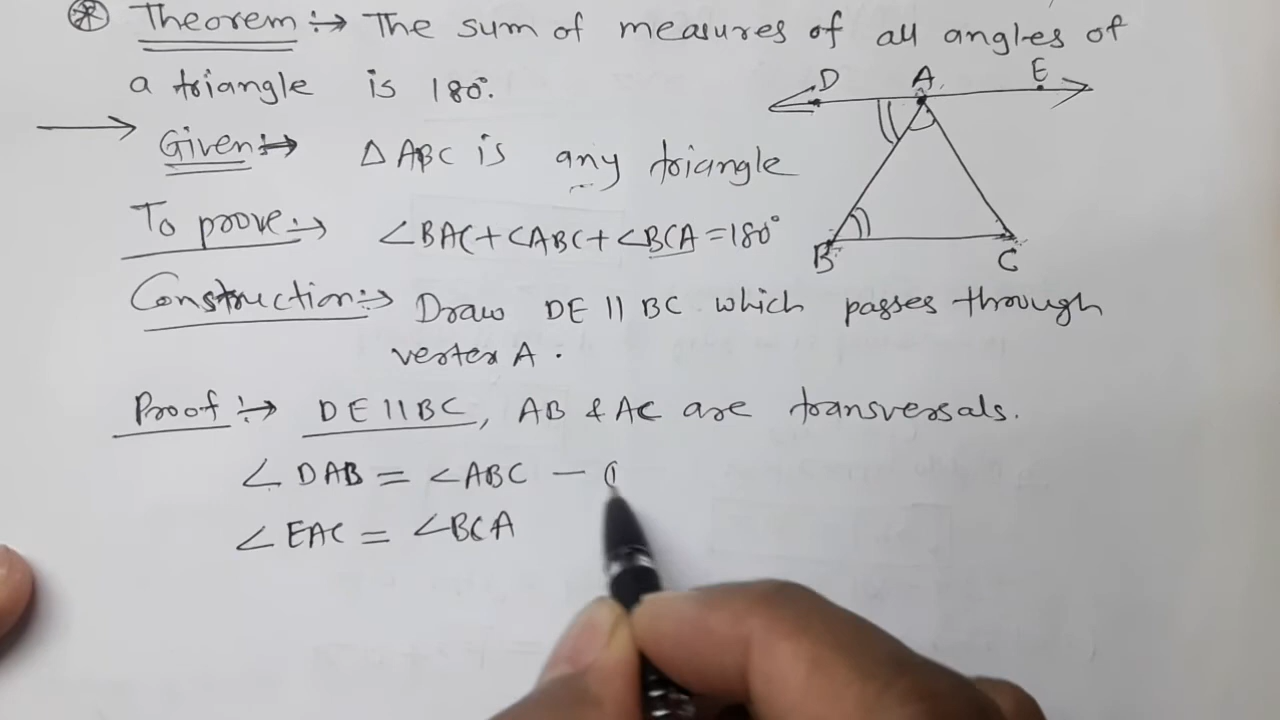 ⊛ Theorem :→ The sum of measures of all angles of
a triangle is 180°.
→ Given :→ △ ABC is any triangle
To prove :→ ∠BAC + ∠ABC + ∠BCA = 180°
Construction :→ Draw DE || BC which passes through
vertex A .
Proof :→ DE || BC, AB & AC are transversals.
∠ DAB = ∠ABC —
∠ EAC = ∠BCA
D A E
B C